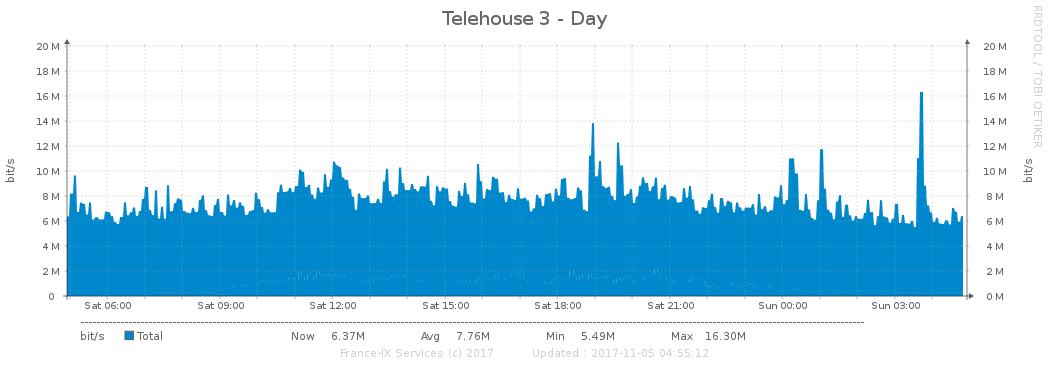 Telehouse 3 - Day
RRDTOOL / TOBI OETIKER
bit/s
20 M 20 M
18 M 18 M
16 M 16 M
14 M 14 M
12 M 12 M
10 M 10 M
8 M 8 M
6 M 6 M
4 M 4 M
2 M 2 M
0 0 M
bit/s
Sat 06:00 Sat 09:00 Sat 12:00 Sat 15:00 Sat 18:00 Sat 21:00 Sun 00:00 Sun 03:00
bit/s Total Now 6.37M Avg 7.76M Min 5.49M Max 16.30M
France-IX Services (c) 2017 Updated : 2017-11-05 04:55:12